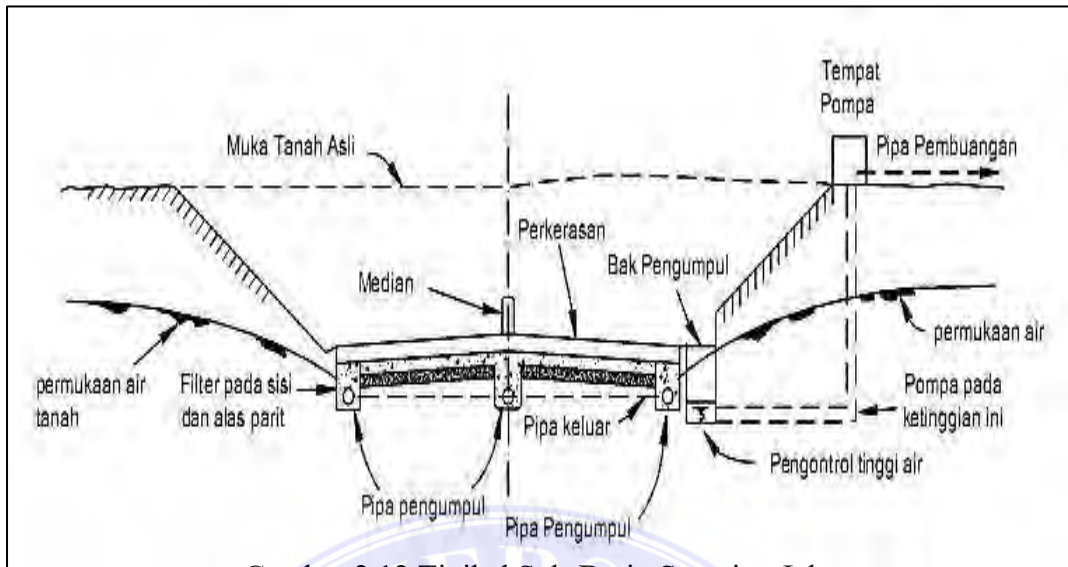 Tempat
Pompa
Muka Tanah Asli
Pipa Pembuangan
Perkerasan
Bak Pengumpul
Median
permukaan air
permukaan air
tanah
Filter pada sisi
dan alas parit
Pipa keluar
Pompa pada
ketinggian ini
Pengontrol tinggi air
Pipa pengumpul
Pipa Pengumpul